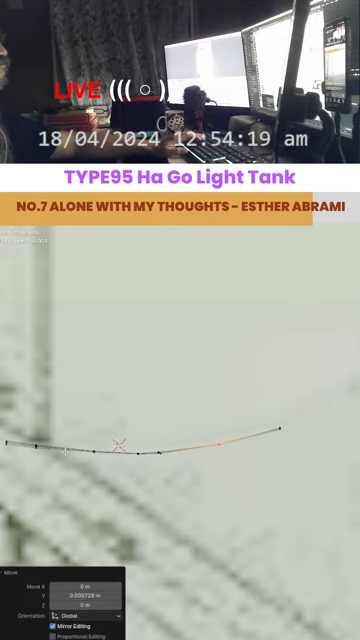 LIVE ((( ○ )
18/04/2024 12:54:19 am
TYPE95 Ha Go Light Tank
NO.7 ALONE WITH MY THOUGHTS - ESTHER ABRAMI
Move
Move X 0 m
Y 0.000728 m
Z 0 m
Orientation Global
Mirror Editing
Proportional Editing